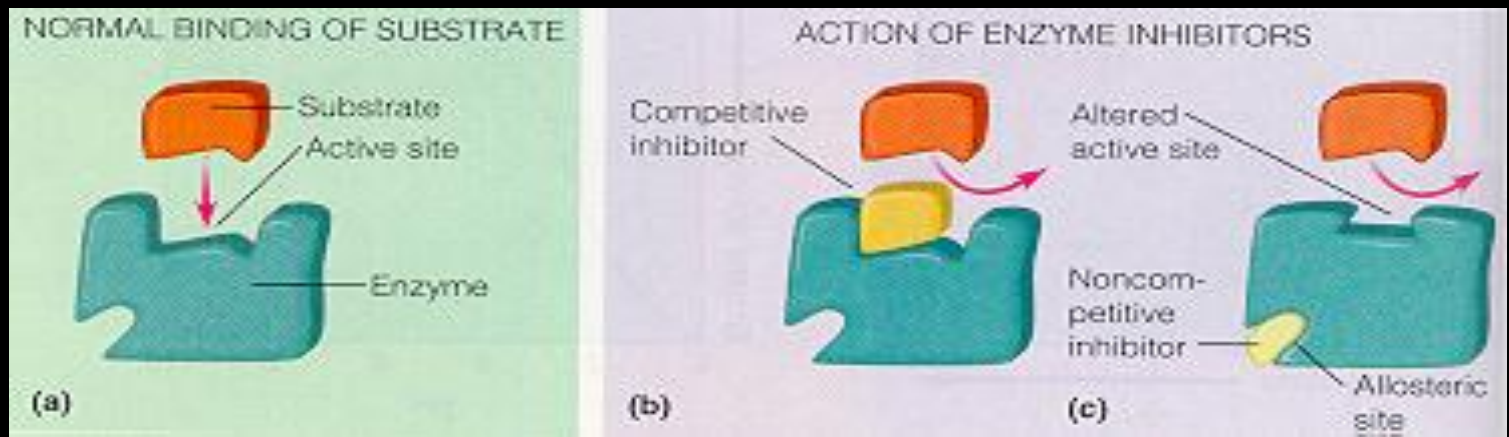 NORMAL BINDING OF SUBSTRATE
Substrate
Active site
Enzyme
(a)
ACTION OF ENZYME INHIBITORS
Competitive
inhibitor
(b)
Altered
active site
Noncom-
petitive
inhibitor
Allosteric
site
(c)